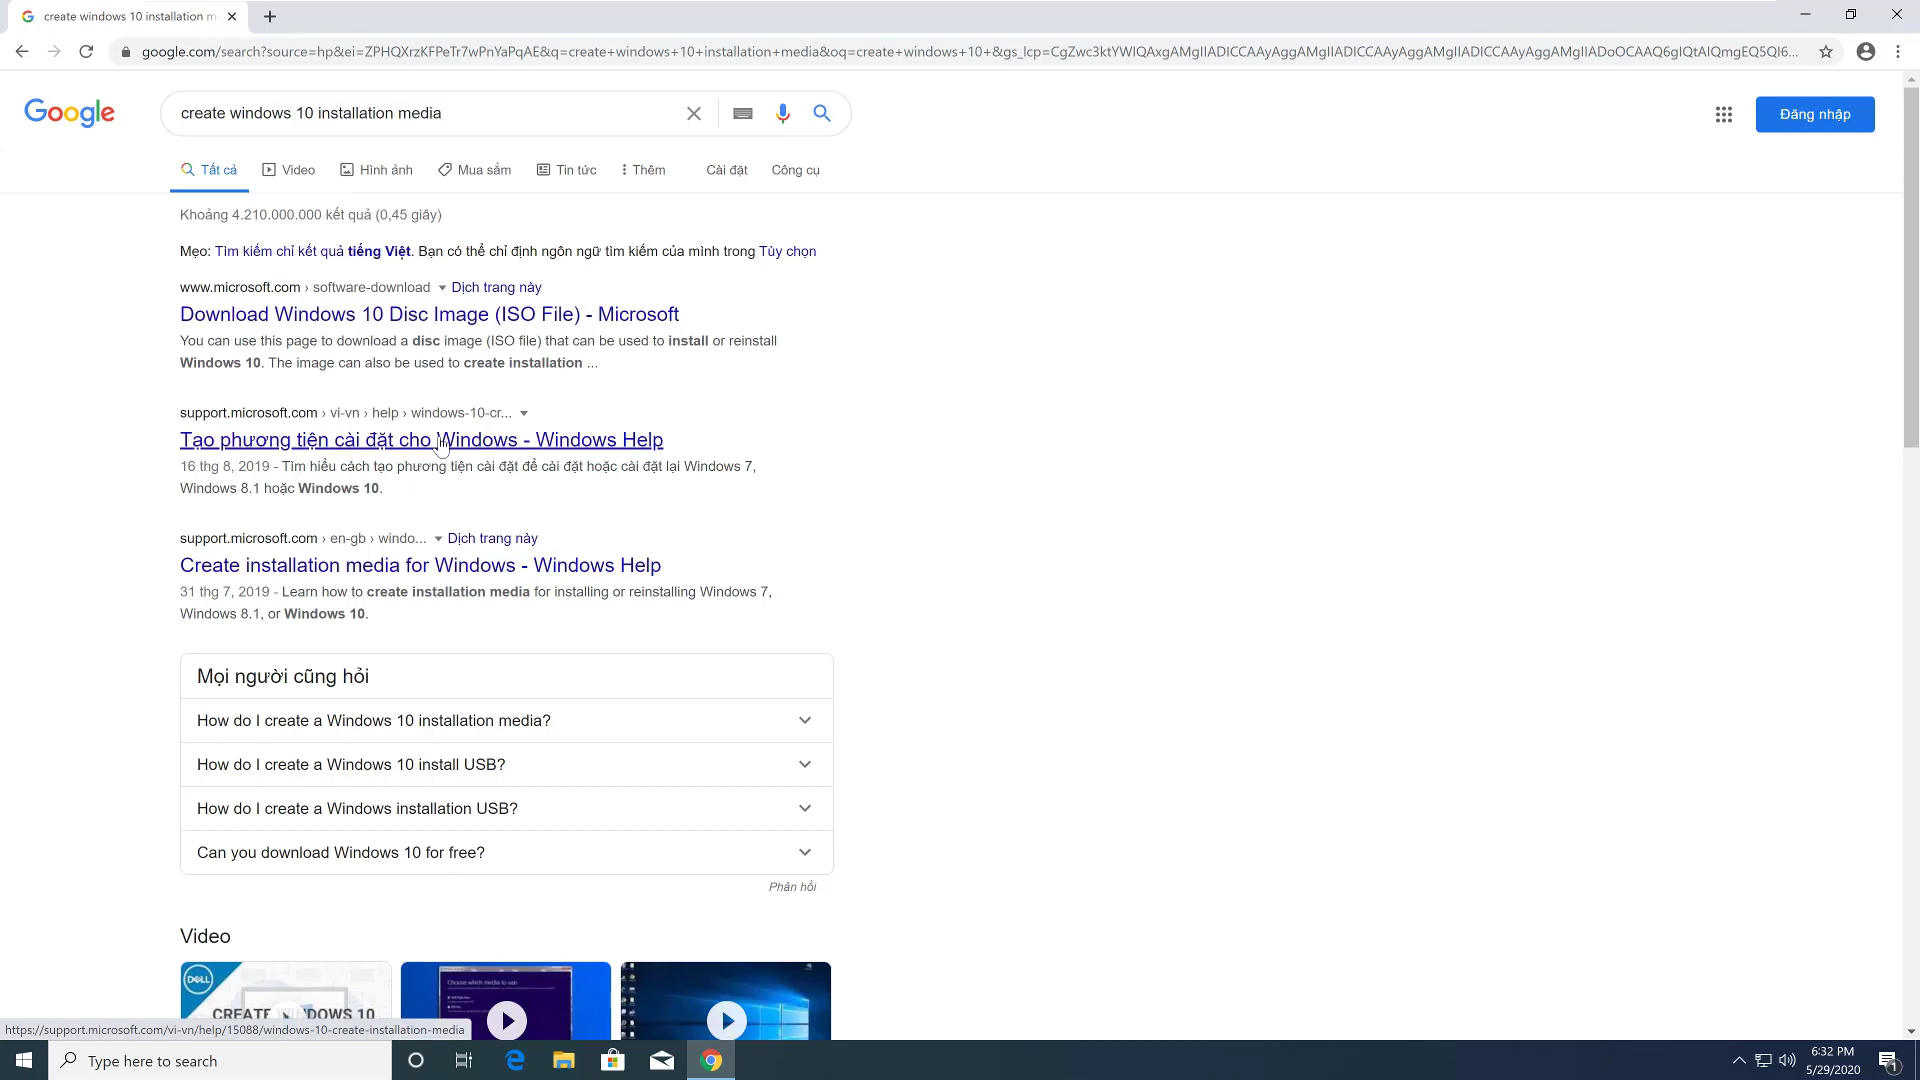 create windows 10 installation m
google.com/search?source=hp&ei=ZPHQXrzKFPeTr7wPnYaPqAE&q=create+windows+10+installation+media&oq=create+windows+10+&gs_lcp=CgZwc3ktYWIQAxgAMgIIADICCAAyAggAMgIIADICCAAyAggAMgIIADICCAAyAggAMgIIADoOCAAQ6gIQtAIQmgEQ5QI6...
Google
create windows 10 installation media
Đăng nhập
Tất cả Video Hình ảnh Mua sắm Tin tức Thêm Cài đặt Công cụ
Khoảng 4.210.000.000 kết quả (0,45 giây)
Mẹo: Tìm kiếm chỉ kết quả tiếng Việt. Bạn có thể chỉ định ngôn ngữ tìm kiếm của mình trong Tùy chọn
www.microsoft.com › software-download Dịch trang này
Download Windows 10 Disc Image (ISO File) - Microsoft
You can use this page to download a disc image (ISO file) that can be used to install or reinstall
Windows 10. The image can also be used to create installation ...
support.microsoft.com › vi-vn › help › windows-10-cr...
Tạo phương tiện cài đặt cho Windows - Windows Help
16 thg 8, 2019 - Tìm hiểu cách tạo phương tiện cài đặt để cài đặt hoặc cài đặt lại Windows 7,
Windows 8.1 hoặc Windows 10.
support.microsoft.com › en-gb › windo... Dịch trang này
Create installation media for Windows - Windows Help
31 thg 7, 2019 - Learn how to create installation media for installing or reinstalling Windows 7,
Windows 8.1, or Windows 10.
Mọi người cũng hỏi
How do I create a Windows 10 installation media?
How do I create a Windows 10 install USB?
How do I create a Windows installation USB?
Can you download Windows 10 for free?
Phản hồi
Video
DELL
Choose which media to use
CREATE WINDOWS 10
https://support.microsoft.com/vi-vn/help/15088/windows-10-create-installation-media
Type here to search
6:32 PM
5/29/2020
1